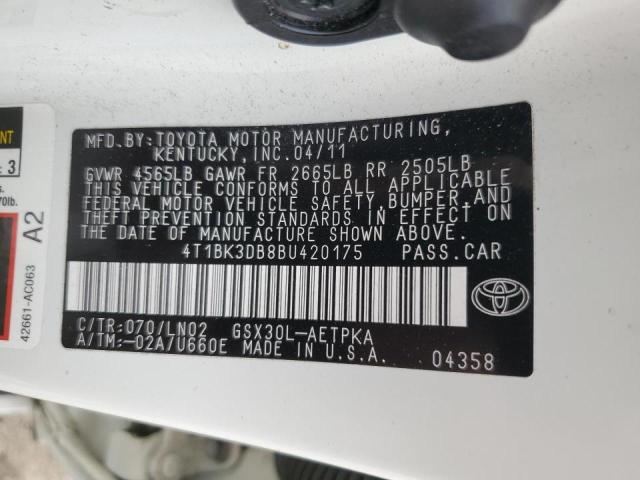 MFD.BY:TOYOTA MOTOR MANUFACTURING,
KENTUCKY, INC.04/11
GVWR 4565LB GAWR FR 2665LB RR 2505LB
THIS VEHICLE CONFORMS TO ALL APPLICABLE
FEDERAL MOTOR VEHICLE SAFETY, BUMPER, AND
THEFT PREVENTION STANDARDS IN EFFECT ON
THE DATE OF MANUFACTURE SHOWN ABOVE.
4T1BK3DB8BU420175 PASS.CAR
C/TR:070/LN02 GSX30L-AETPKA
A/TM:-02A/U660E MADE IN U.S.A.
04358
3
70lb.
A2
42661-AC063